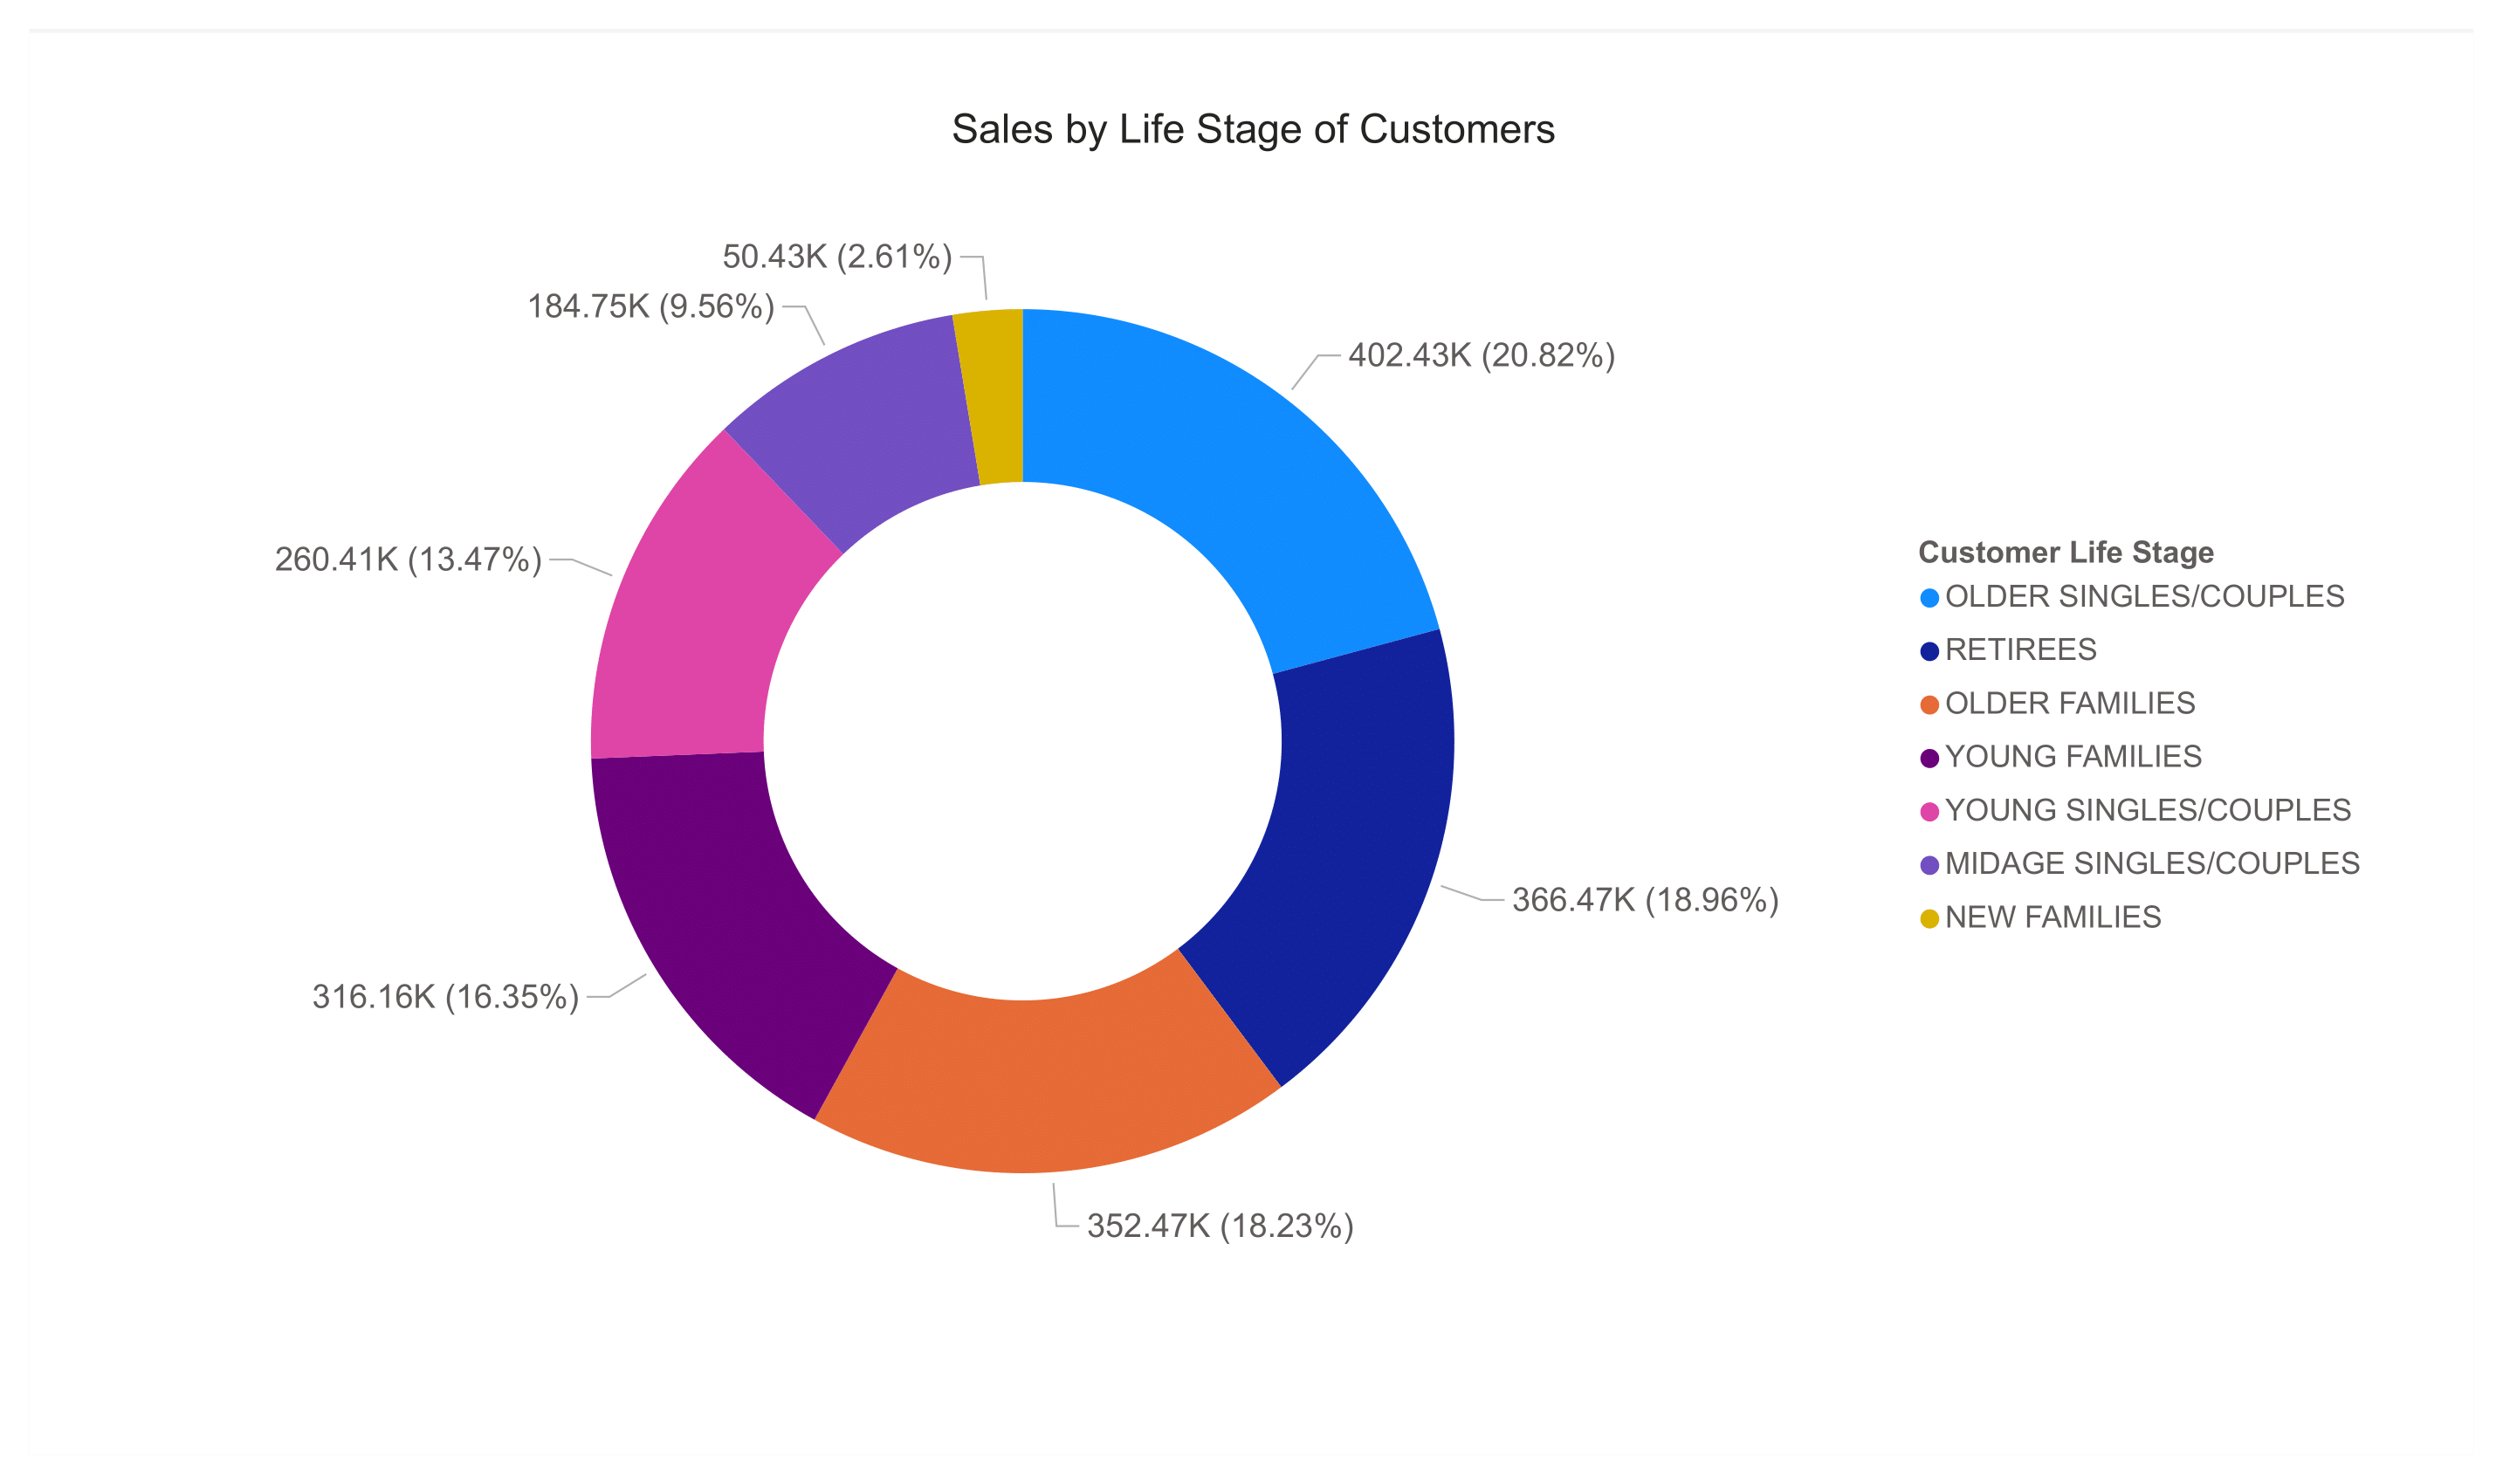 Sales by Life Stage of Customers
50.43K (2.61%)
184.75K (9.56%)
402.43K (20.82%)
260.41K (13.47%)
366.47K (18.96%)
316.16K (16.35%)
352.47K (18.23%)
Customer Life Stage
OLDER SINGLES/COUPLES
RETIREES
OLDER FAMILIES
YOUNG FAMILIES
YOUNG SINGLES/COUPLES
MIDAGE SINGLES/COUPLES
NEW FAMILIES